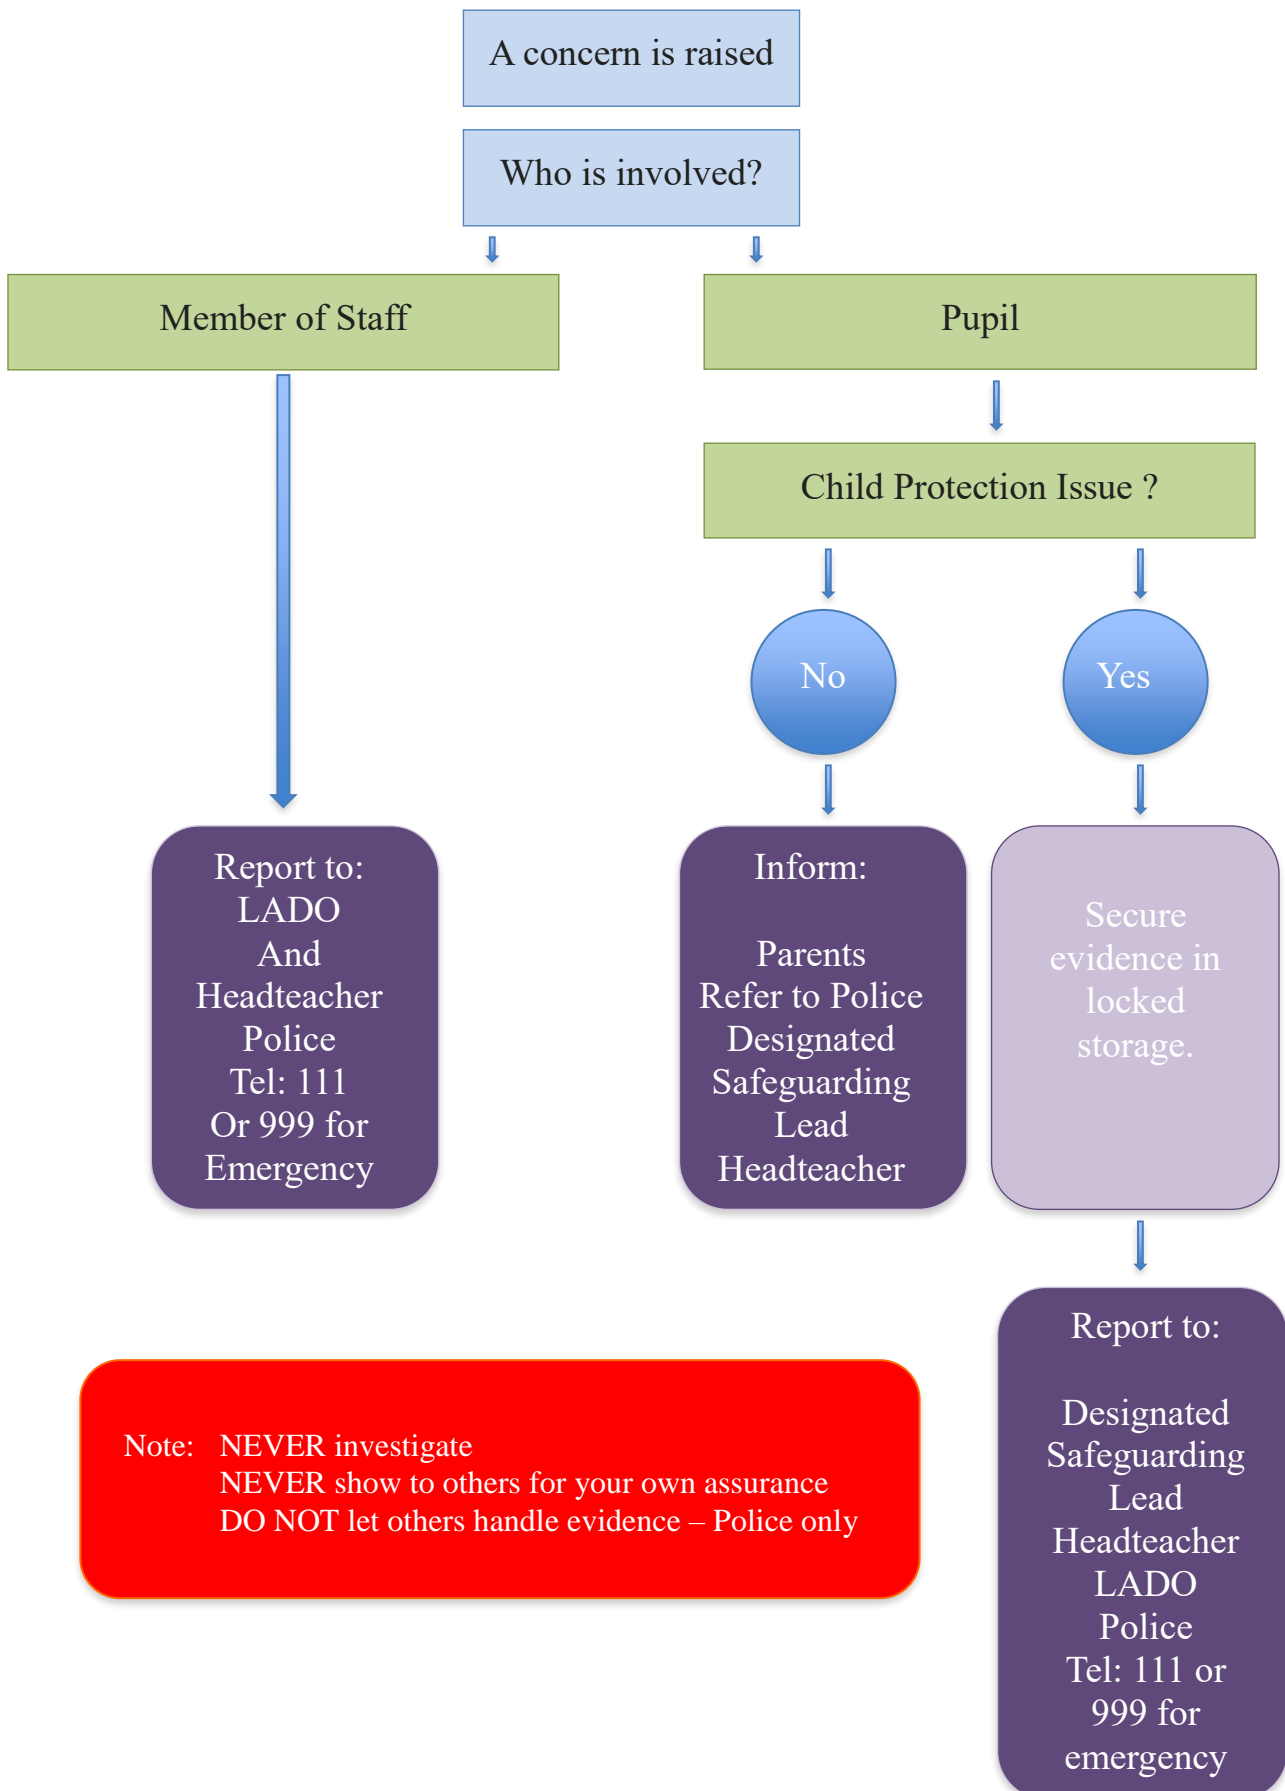 A concern is raised
Who is involved?
Member of Staff
Pupil
Child Protection Issue ?
No
Yes
Report to:
LADO
And
Headteacher
Police
Tel: 111
Or 999 for
Emergency
Inform:
Parents
Refer to Police
Designated
Safeguarding
Lead
Headteacher
Secure
evidence in
locked
storage.
Report to:
Designated
Safeguarding
Lead
Headteacher
LADO
Police
Tel: 111 or
999 for
emergency
Note: NEVER investigate
NEVER show to others for your own assurance
DO NOT let others handle evidence – Police only